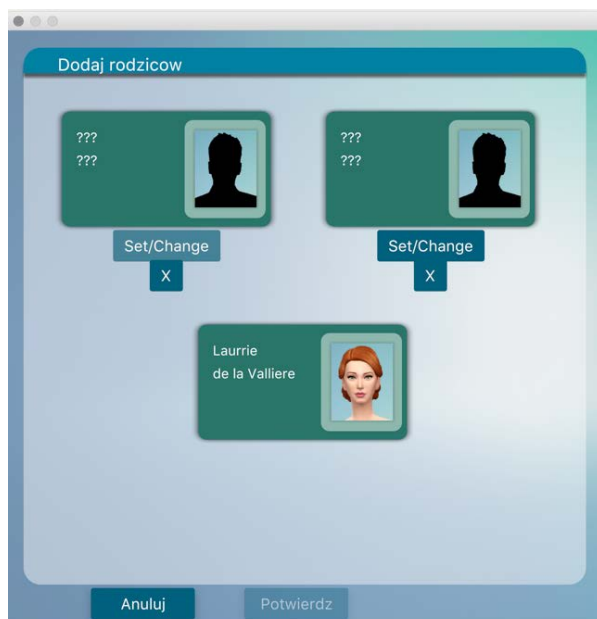 Dodaj rodzicow
???
???
???
???
Set/Change
X
Set/Change
X
Laurrie
de la Valliere
Anuluj
Potwierdz